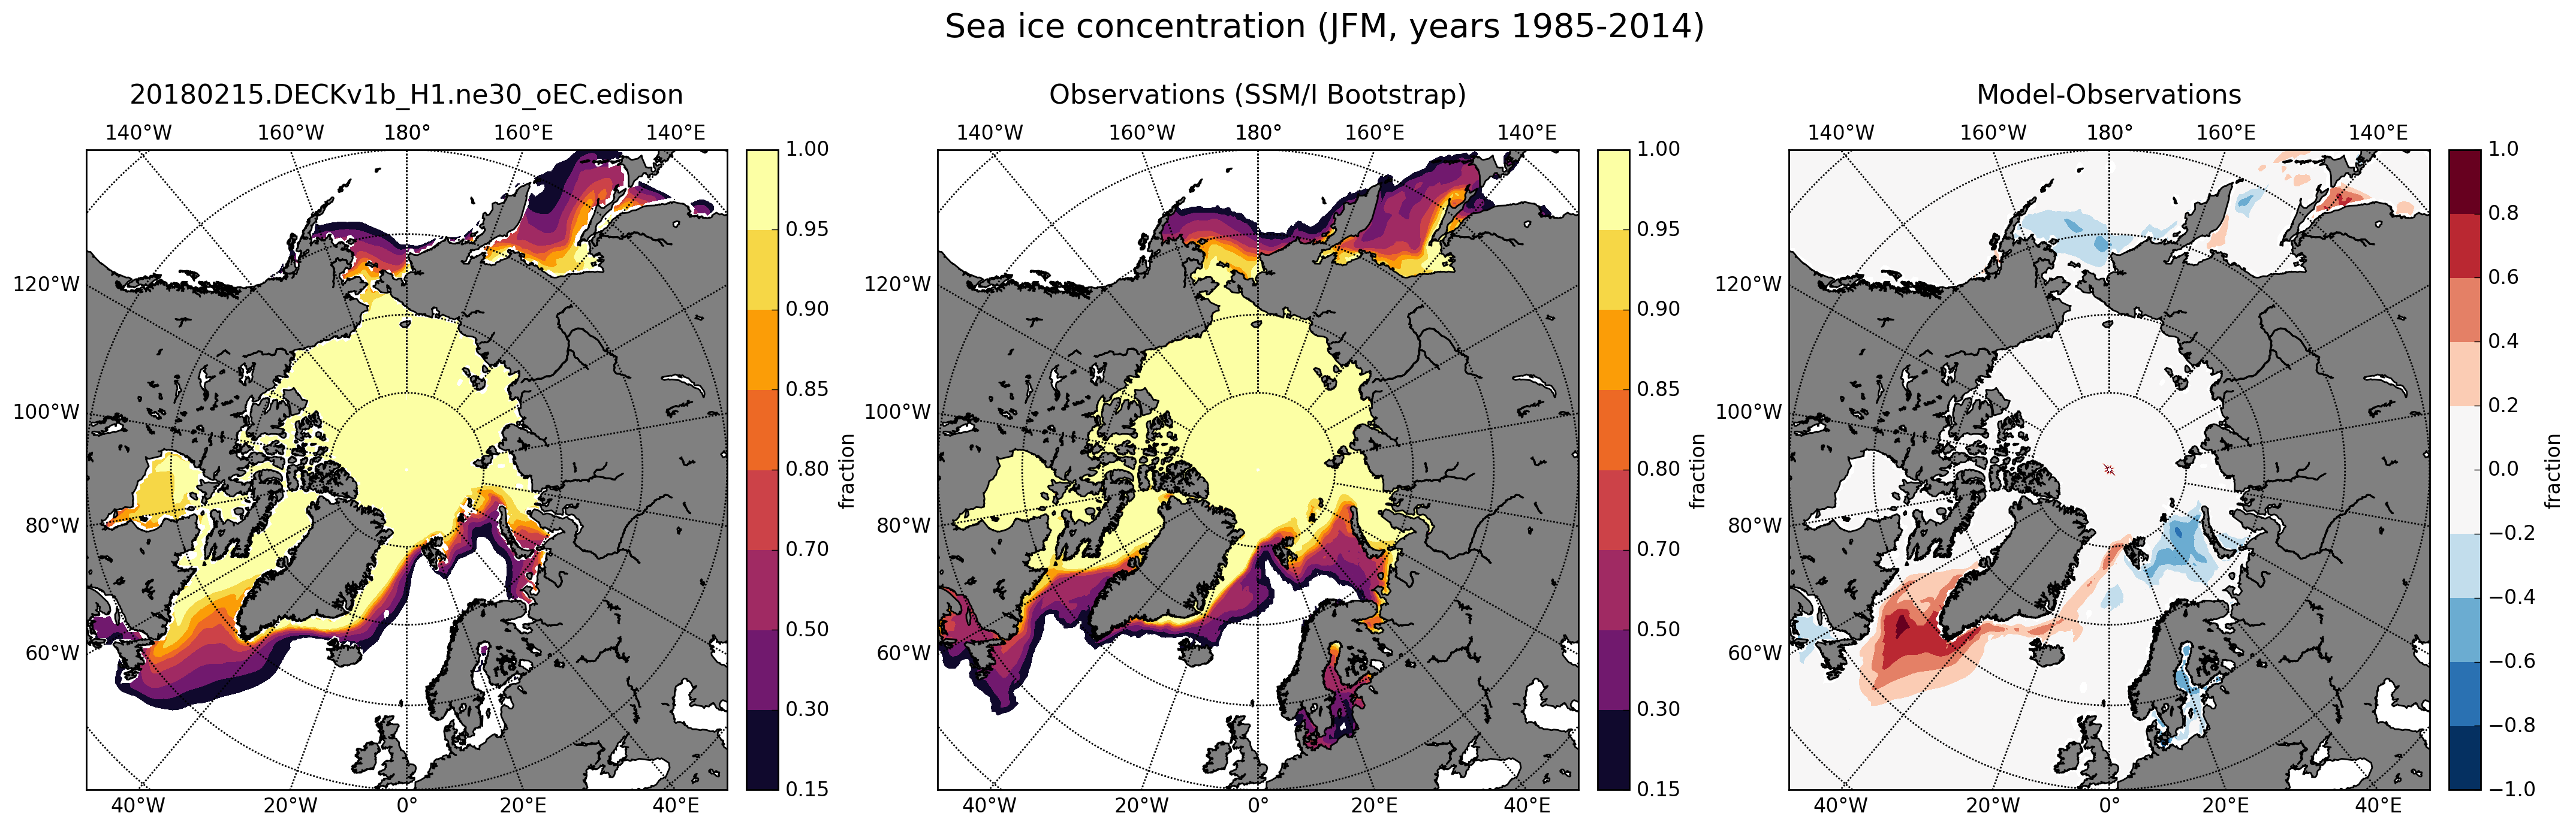 Sea ice concentration (JFM, years 1985-2014)
20180215.DECKv1b_H1.ne30_oEC.edison
140°W 160°W 180° 160°E 140°E
120°W
100°W
80°W
60°W
40°W 20°W 0° 20°E 40°E
1.00
0.95
0.90
0.85
0.80
0.70
0.50
0.30
0.15
fraction
Observations (SSM/I Bootstrap)
140°W 160°W 180° 160°E 140°E
120°W
100°W
80°W
60°W
40°W 20°W 0° 20°E 40°E
1.00
0.95
0.90
0.85
0.80
0.70
0.50
0.30
0.15
fraction
Model-Observations
140°W 160°W 180° 160°E 140°E
120°W
100°W
80°W
60°W
40°W 20°W 0° 20°E 40°E
1.0
0.8
0.6
0.4
0.2
0.0
−0.2
−0.4
−0.6
−0.8
−1.0
fraction